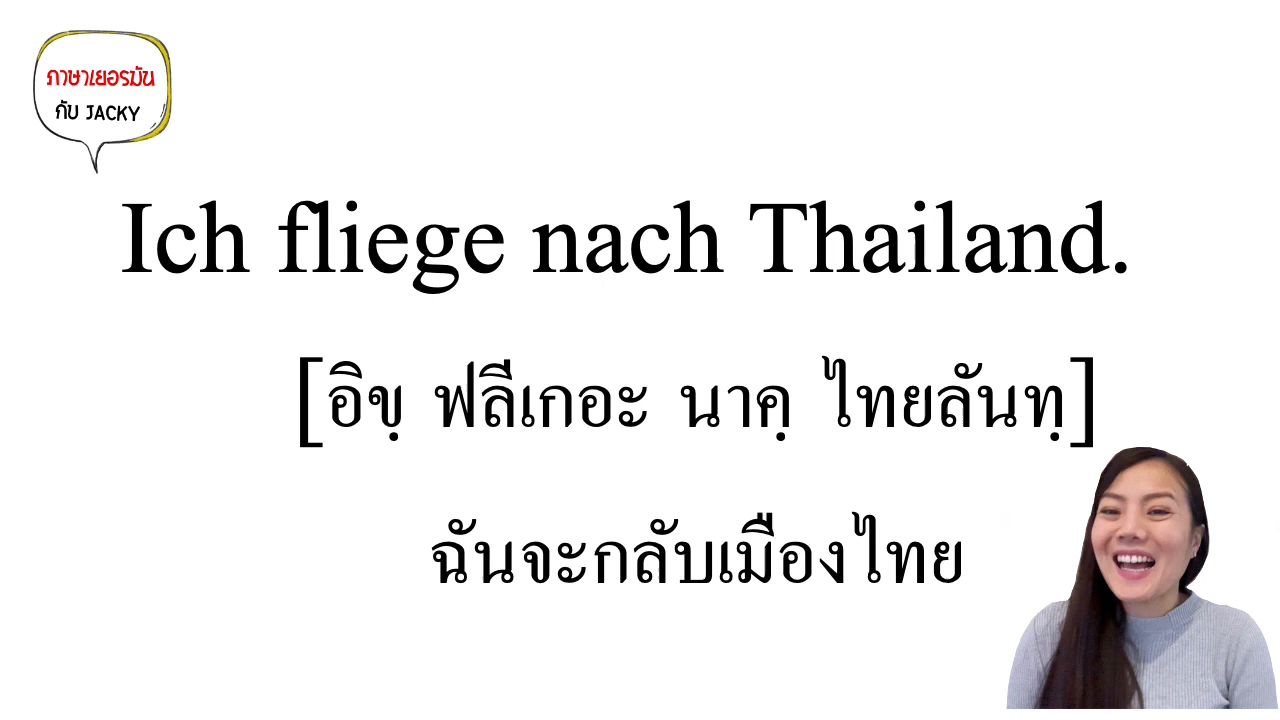 ภาษาเยอรมัน
กับ JACKY
Ich fliege nach Thailand.
[อิขฺ ฟลีเกอะ นาคฺ ไทยลันทฺ]
ฉันจะกลับเมืองไทย